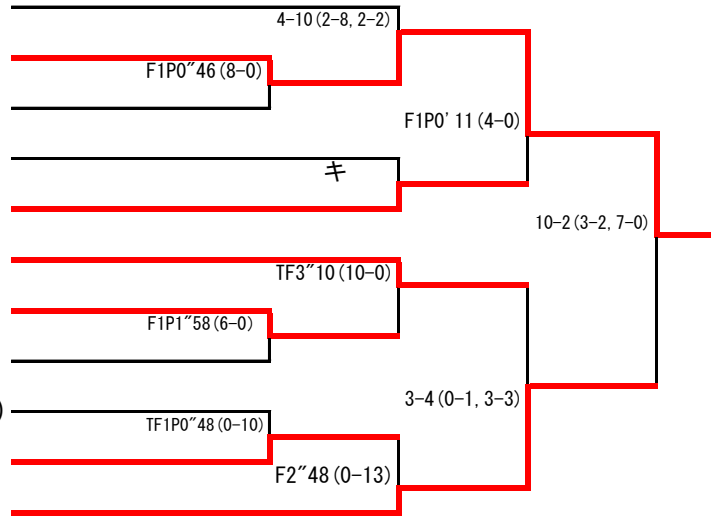 4-10(2-8,2-2)
F1P0″46(8-0)
F1P0'11(4-0)
キ
10-2(3-2,7-0)
TF3″10(10-0)
F1P1″58(6-0)
3-4(0-1,3-3)
)
TF1P0″48(0-10)
F2″48(0-13)